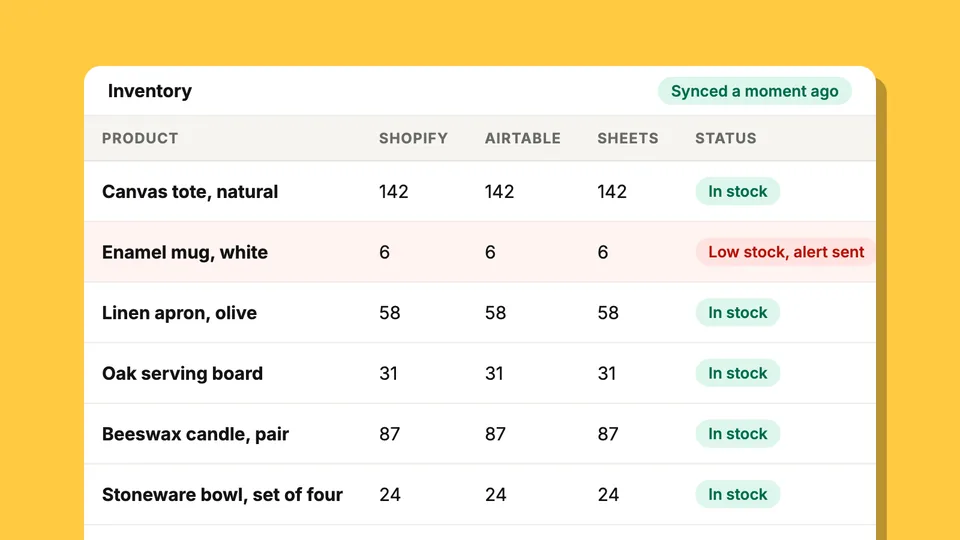 Inventory Synced a moment ago
PRODUCT SHOPIFY AIRTABLE SHEETS STATUS
Canvas tote, natural 142 142 142 In stock
Enamel mug, white 6 6 6 Low stock, alert sent
Linen apron, olive 58 58 58 In stock
Oak serving board 31 31 31 In stock
Beeswax candle, pair 87 87 87 In stock
Stoneware bowl, set of four 24 24 24 In stock